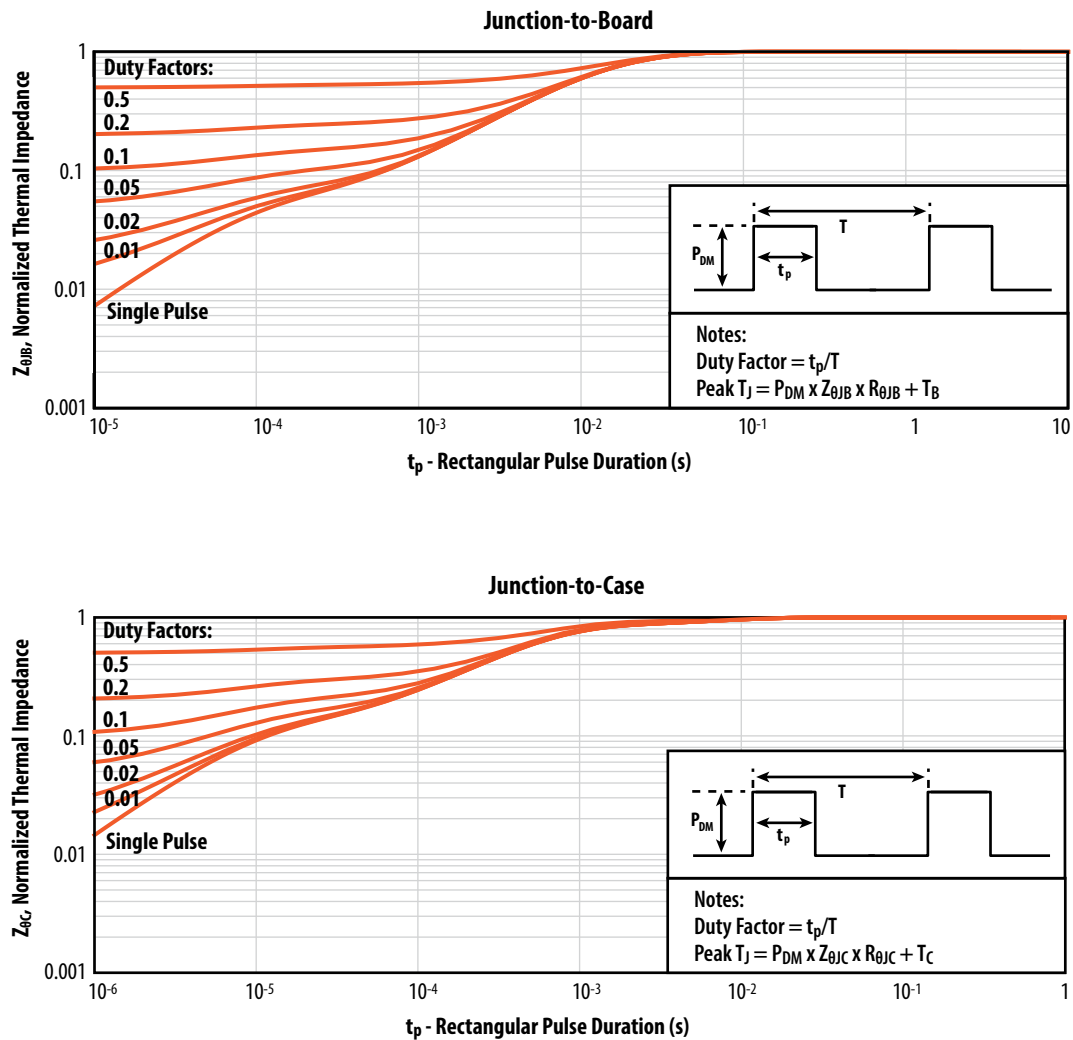 Junction-to-Board
Z_θJB, Normalized Thermal Impedance
1
0.1
0.01
0.001
Duty Factors:
0.5
0.2
0.1
0.05
0.02
0.01
Single Pulse
P_DM
T
t_p
Notes:
Duty Factor = t_p/T
Peak T_J = P_DM x Z_θJB x R_θJB + T_B
10^-5
10^-4
10^-3
10^-2
10^-1
1
10
t_p - Rectangular Pulse Duration (s)
Junction-to-Case
Z_θC, Normalized Thermal Impedance
1
0.1
0.01
0.001
Duty Factors:
0.5
0.2
0.1
0.05
0.02
0.01
Single Pulse
P_DM
T
t_p
Notes:
Duty Factor = t_p/T
Peak T_J = P_DM x Z_θJC x R_θJC + T_C
10^-6
10^-5
10^-4
10^-3
10^-2
10^-1
1
t_p - Rectangular Pulse Duration (s)